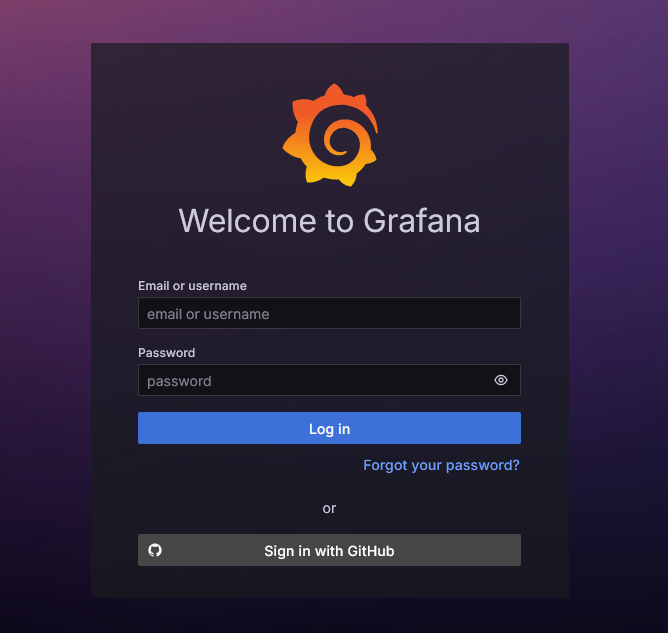 Welcome to Grafana
Email or username
email or username
Password
password
Log in
Forgot your password?
or
Sign in with GitHub